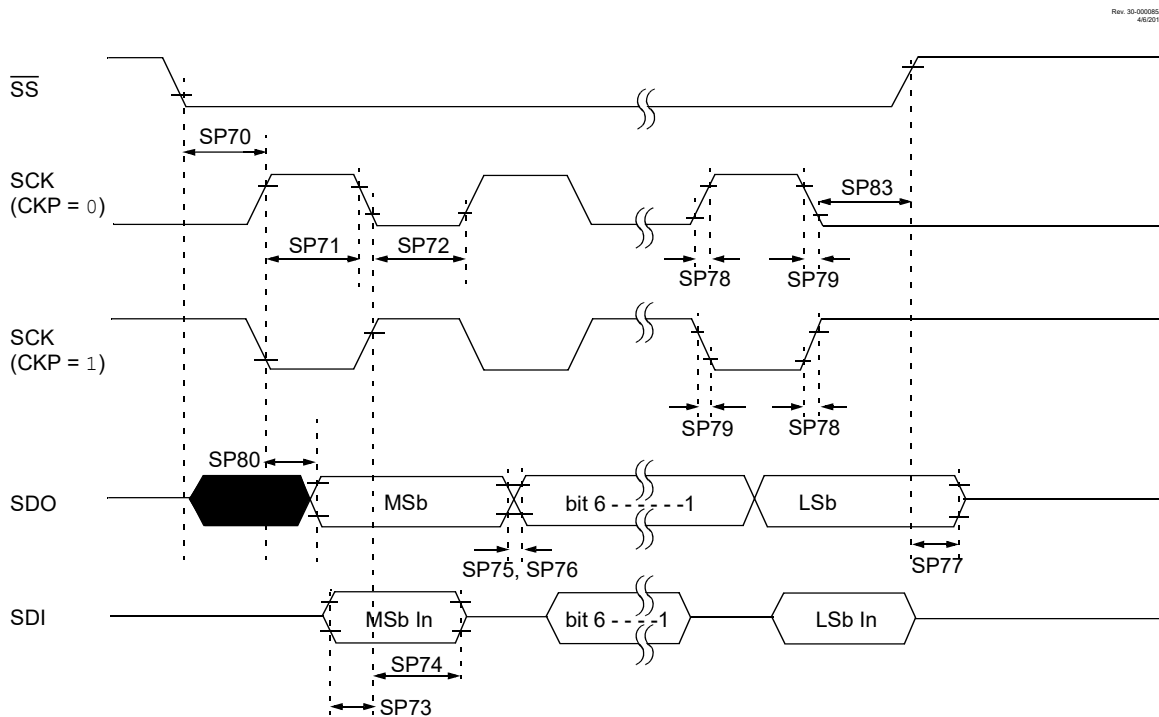 Rev. 30-000085
4/6/201
SS
SP70
SCK
(CKP = 0)
SP83
SP71
SP72
SP78
SP79
SCK
(CKP = 1)
SP79
SP78
SP80
SDO
MSb
bit 6 - - - - - -1
LSb
SP75, SP76
SP77
SDI
MSb In
bit 6 - - - - -1
LSb In
SP74
SP73